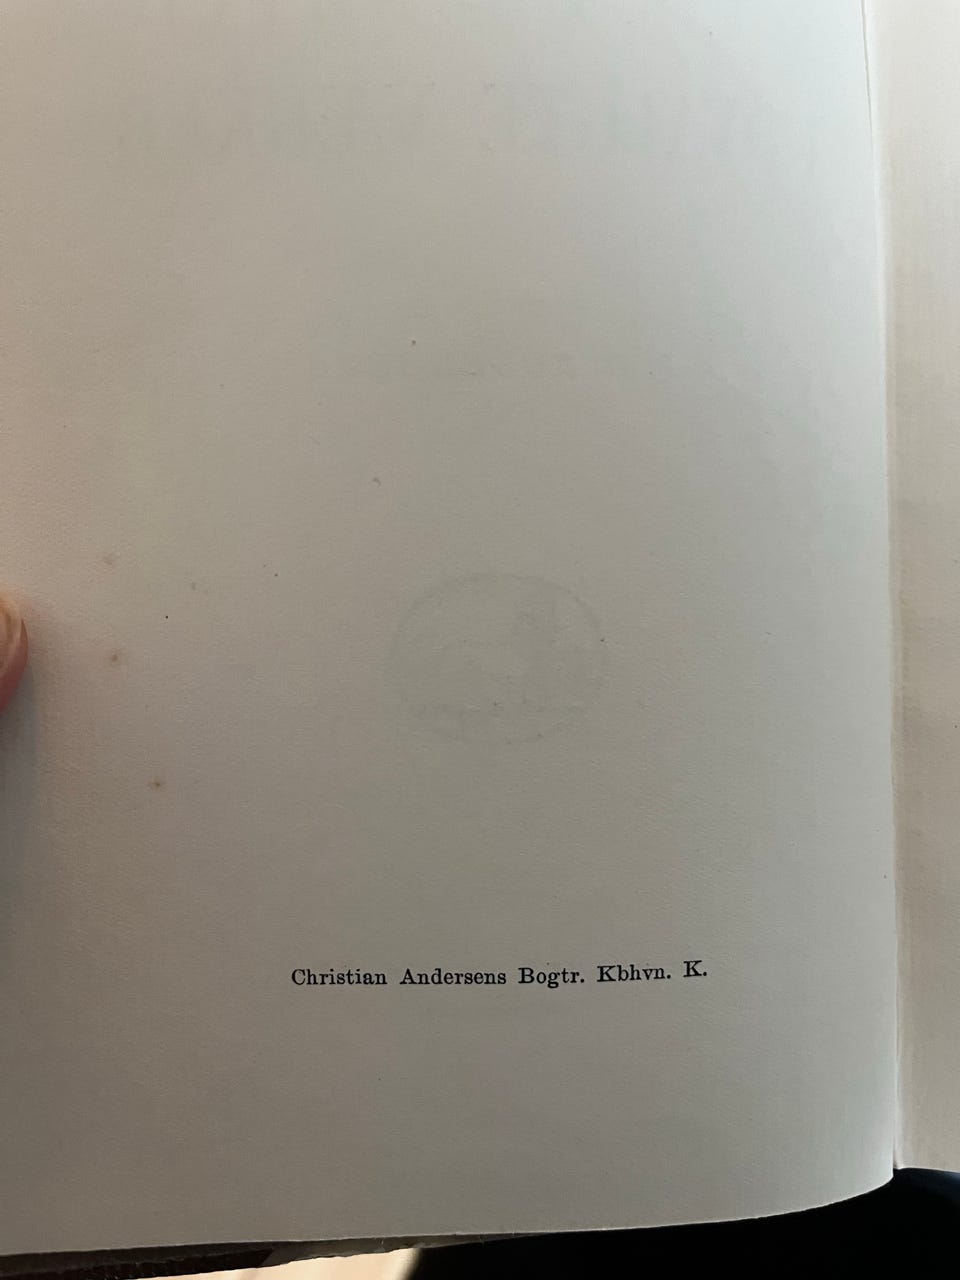 Christian Andersens Bogtr. Kbhvn. K.